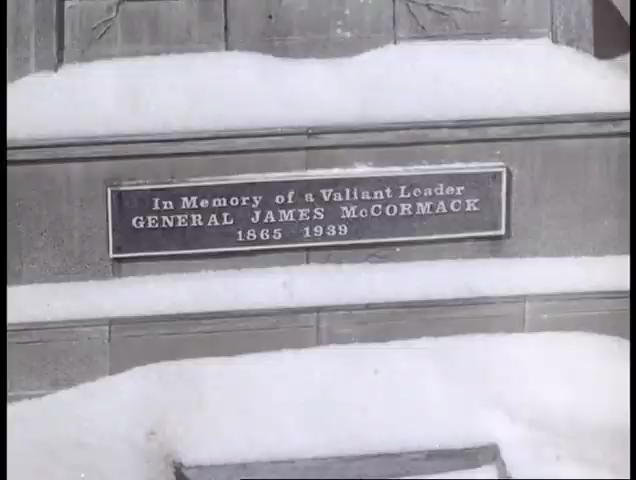 In Memory of a Valiant Leader
GENERAL JAMES McCORMACK
1865 1939